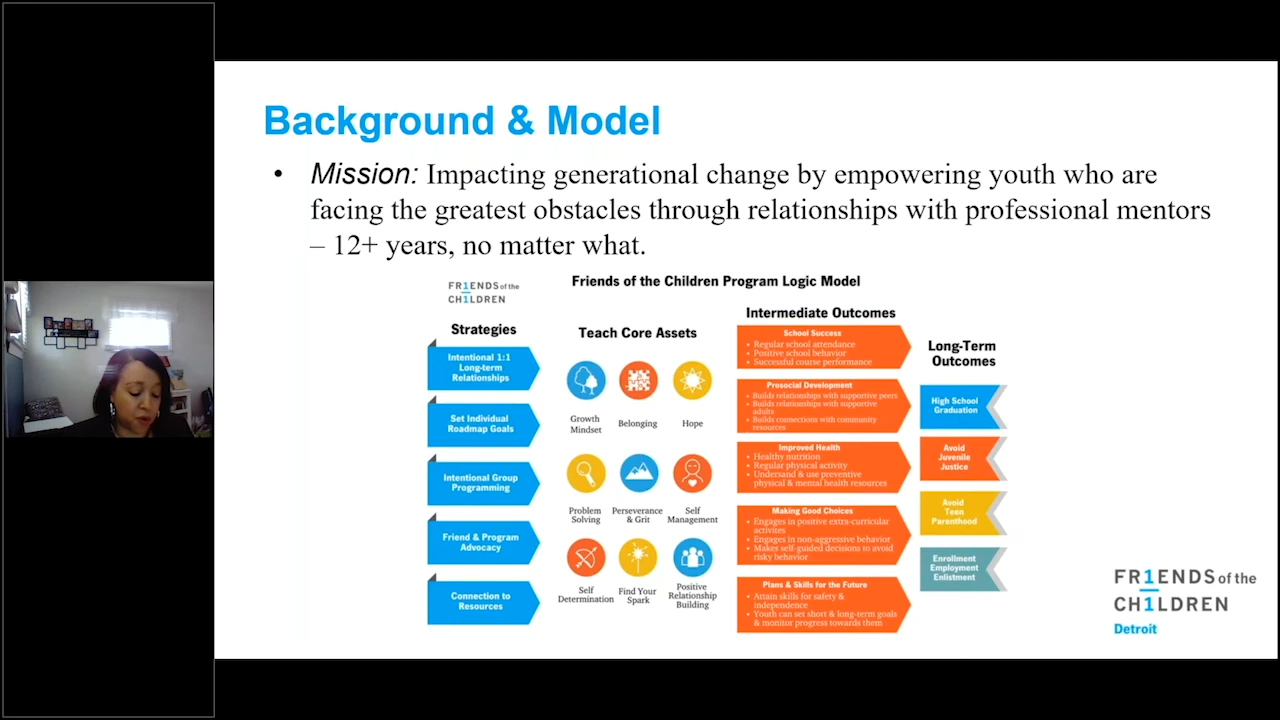 Background & Model
• Mission: Impacting generational change by empowering youth who are
facing the greatest obstacles through relationships with professional mentors
– 12+ years, no matter what.
Friends of the Children Program Logic Model
FR1ENDS of the
CH1LDREN
Strategies
Intentional 1:1
Long-term
Relationships
Set Individual
Roadmap Goals
Intentional Group
Programming
Friend & Program
Advocacy
Connection to
Resources
Teach Core Assets
Growth
Mindset
Belonging
Hope
Problem
Solving
Perseverance
& Grit
Self
Management
Self
Determination
Find Your
Spark
Positive
Relationship
Building
Intermediate Outcomes
School Success
• Regular school attendance
• Positive school behavior
• Successful course performance
Prosocial Development
• Builds relationships with supportive peers
• Builds relationships with supportive
adults
• Builds connections with community
resources
Improved Health
• Healthy nutrition
• Regular physical activity
• Undersand & use preventive
physical & mental health resources
Making Good Choices
• Engages in positive extra-curricular
activites
• Engages in non-aggressive behavior
• Makes self-guided decisions to avoid
risky behavior
Plans & Skills for the Future
• Attain skills for safety &
independence
• Youth can set short & long-term goals
& monitor progress towards them
Long-Term
Outcomes
High School
Graduation
Avoid
Juvenile
Justice
Avoid
Teen
Parenthood
Enrollment
Employment
Enlistment
FR1ENDS of the
CH1LDREN
Detroit